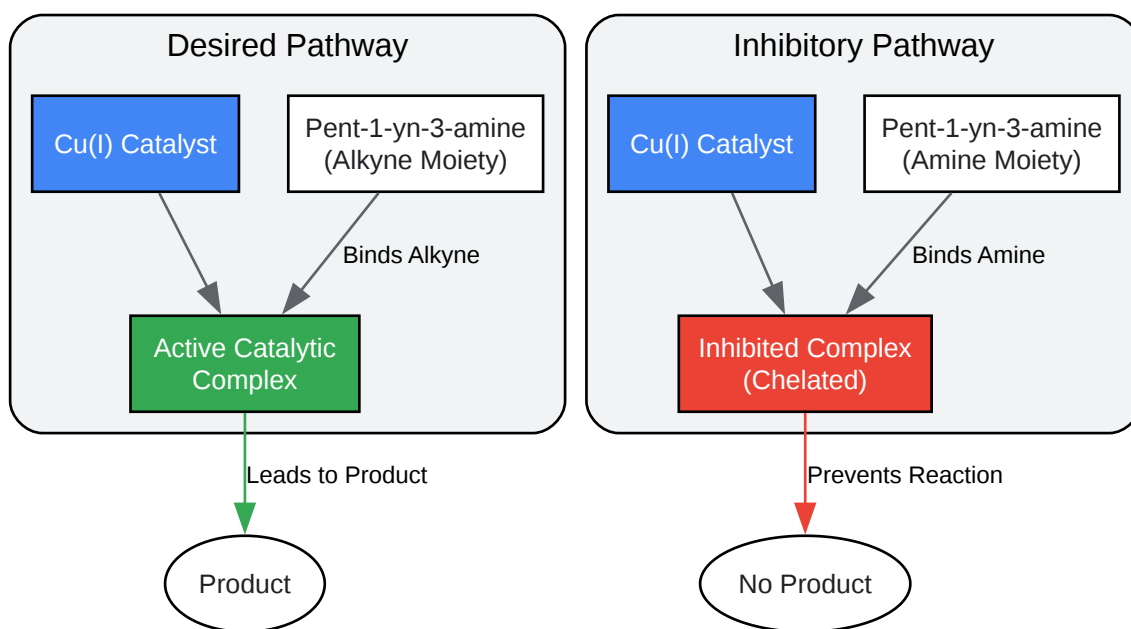 Desired Pathway
Cu(I) Catalyst
Pent-1-yn-3-amine
(Alkyne Moiety)
Binds Alkyne
Active Catalytic
Complex
Leads to Product
Product
Inhibitory Pathway
Cu(I) Catalyst
Pent-1-yn-3-amine
(Amine Moiety)
Binds Amine
Inhibited Complex
(Chelated)
Prevents Reaction
No Product